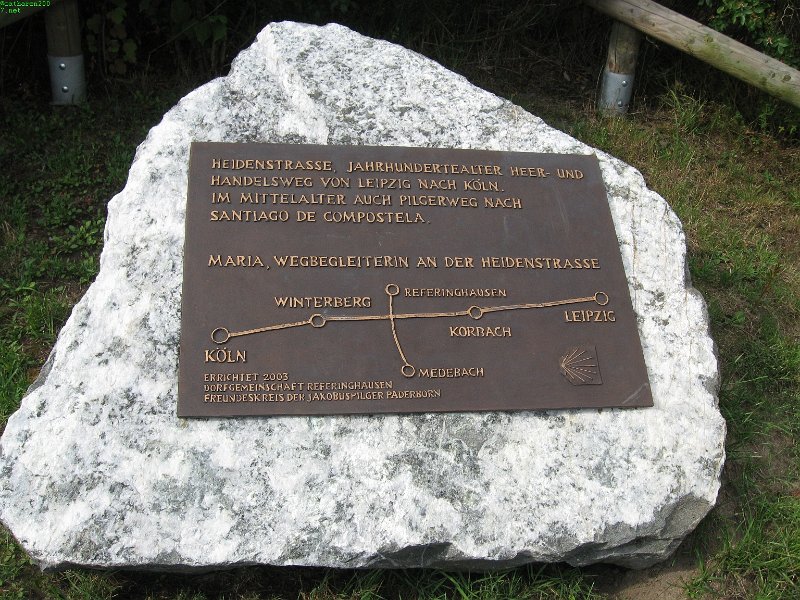 HEIDENSTRASSE, JAHRHUNDERTEALTER HEER- UND
HANDELSWEG VON LEIPZIG NACH KÖLN.
IM MITTELALTER AUCH PILGERWEG NACH
SANTIAGO DE COMPOSTELA.
MARIA, WEGBEGLEITERIN AN DER HEIDENSTRASSE
REFERINGHAUSEN
WINTERBERG
LEIPZIG
KORBACH
KÖLN
MEDEBACH
ERRICHTET 2003
DORFGEMEINSCHAFT REFERINGHAUSEN
FREUNDESKREIS DER JAKOBUSPILGER PADERBORN